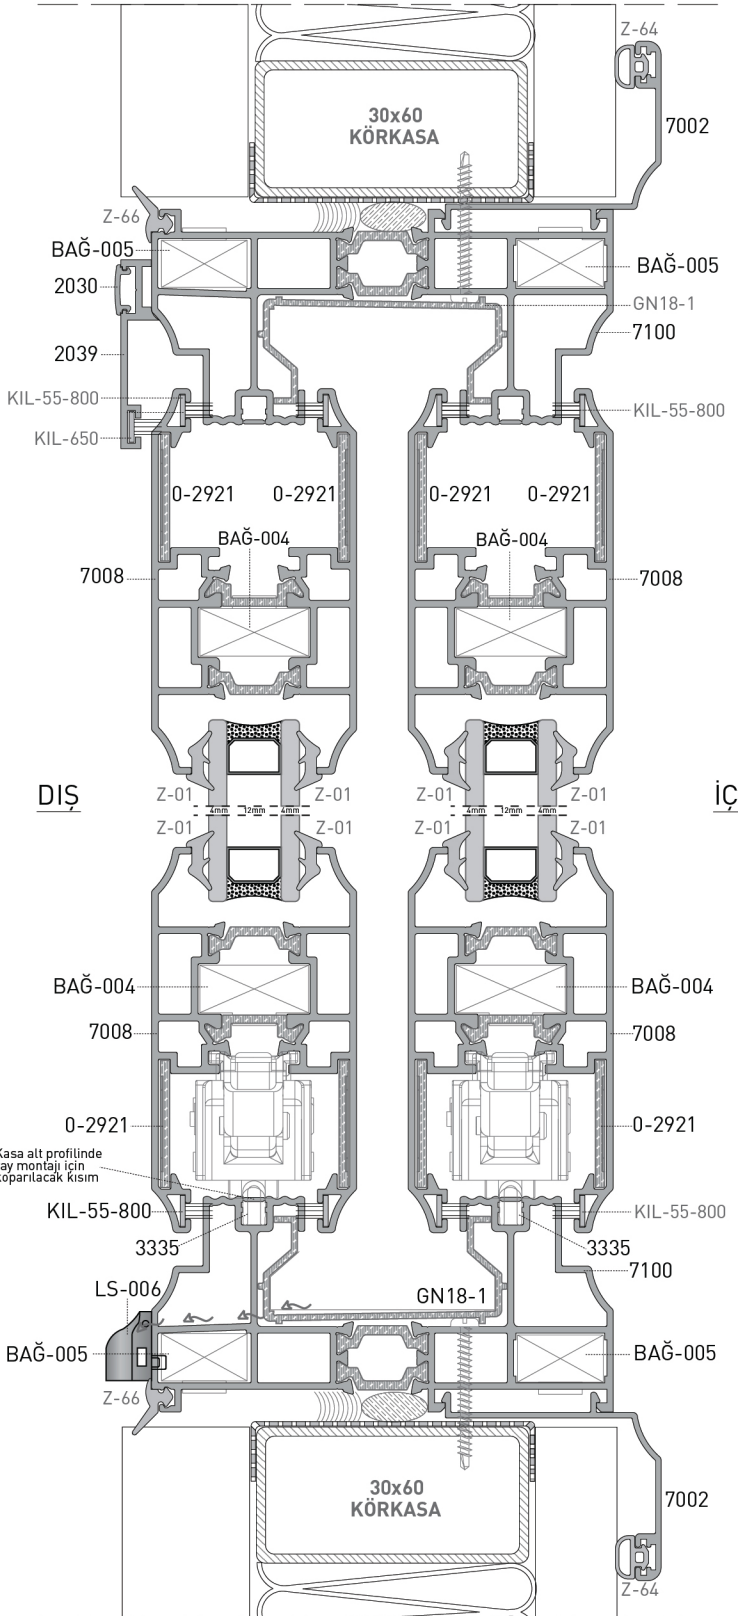 Z-64
30x60
KÖRKASA
7002
Z-66
BAĞ-005
BAĞ-005
2030
GN18-1
7100
2039
KIL-55-800
KIL-55-800
KIL-650
0-2921 0-2921 0-2921 0-2921
BAĞ-004 BAĞ-004
7008 7008
DIŞ
İÇ
Z-01 Z-01 Z-01 Z-01
4mm 12mm 4mm 4mm 12mm 4mm
Z-01 Z-01 Z-01 Z-01
BAĞ-004 BAĞ-004
7008 7008
0-2921 0-2921
Kasa alt profilinde
ray montajı için
koparılacak kısım
KIL-55-800 KIL-55-800
3335 3335
7100
LS-006
GN18-1
BAĞ-005 BAĞ-005
Z-66
30x60
KÖRKASA
7002
Z-64